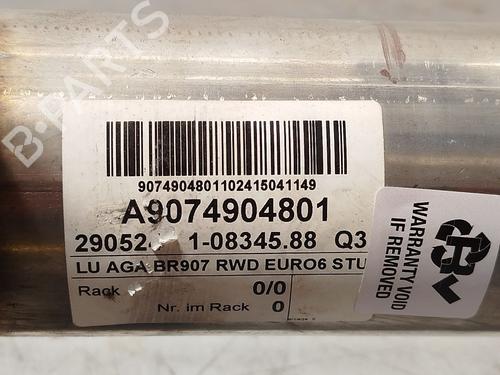 B-PARTS
9074904801102415041149
A9074904801
29052 1-08345.88 Q3
LU AGA BR907 RWD EURO6 STU
Rack 0/0
Nr. im Rack 0
WARRANTY VOID
IF REMOVED